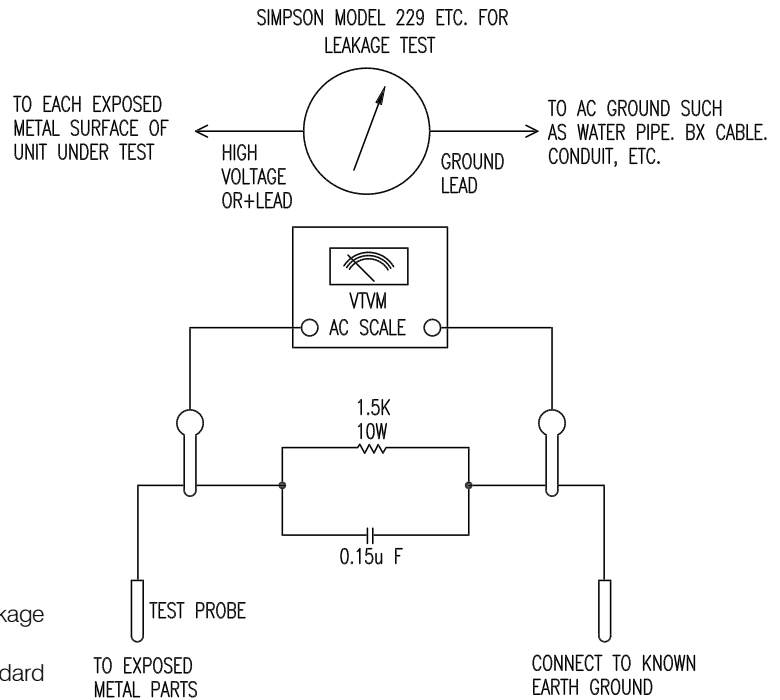 SIMPSON MODEL 229 ETC. FOR
LEAKAGE TEST
TO EACH EXPOSED
METAL SURFACE OF
UNIT UNDER TEST
HIGH
VOLTAGE
OR+LEAD
GROUND
LEAD
TO AC GROUND SUCH
AS WATER PIPE. BX CABLE.
CONDUIT, ETC.
VTVM
AC SCALE
1.5K
10W
0.15u F
kage
TEST PROBE
dard
TO EXPOSED
METAL PARTS
CONNECT TO KNOWN
EARTH GROUND